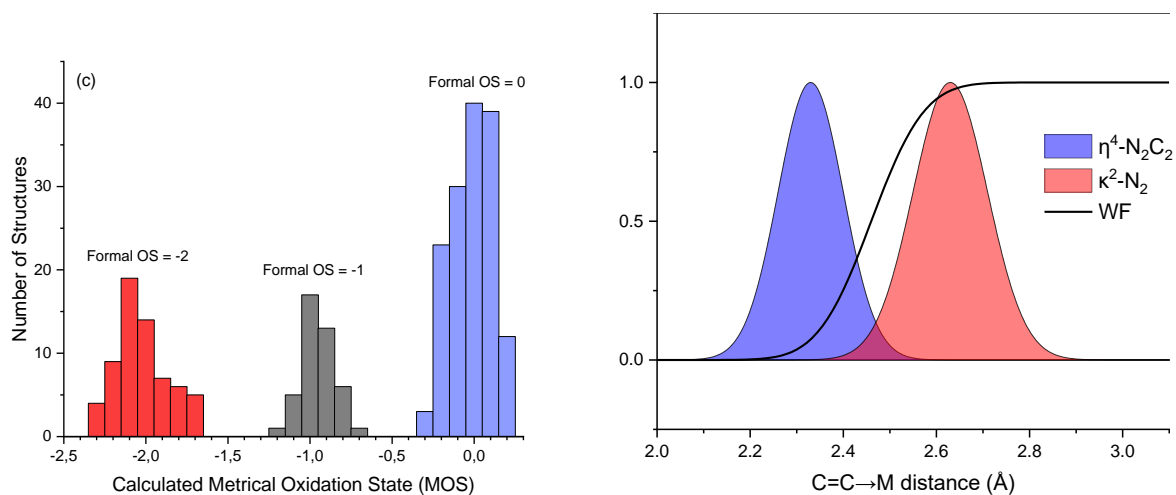 (c)
Formal OS = 0
Formal OS = -2
Formal OS = -1
Number of Structures
40
30
20
10
0
-2,5 -2,0 -1,5 -1,0 -0,5 0,0
Calculated Metrical Oxidation State (MOS)
1.0
0.5
0.0
η⁴-N₂C₂
κ²-N₂
WF
2.0 2.2 2.4 2.6 2.8 3.0
C=C→M distance (Å)